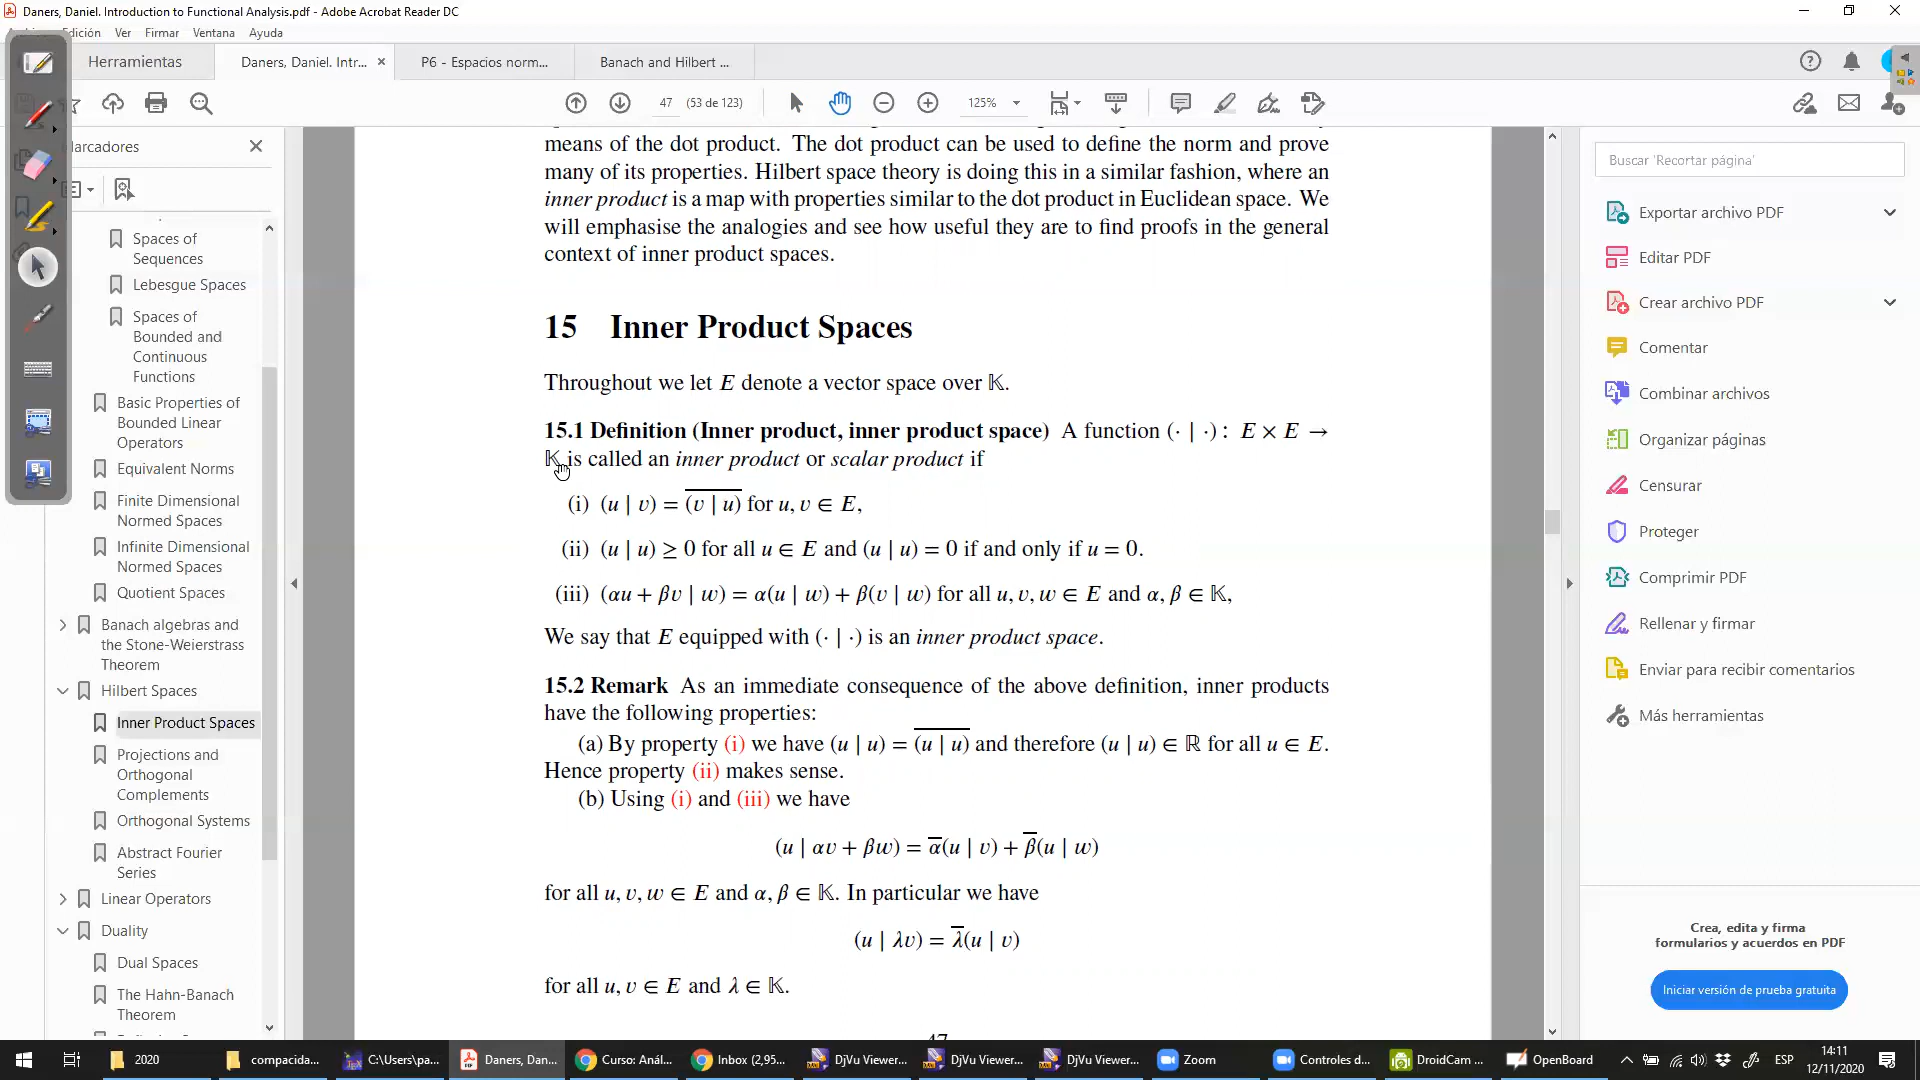 Daners, Daniel. Introduction to Functional Analysis.pdf - Adobe Acrobat Reader DC
Edición Ver Firmar Ventana Ayuda
Herramientas
Daners, Daniel. Intr... ×
P6 - Espacios norm...
Banach and Hilbert ...
47 (53 de 123)
125%
Marcadores
Spaces of
Sequences
Lebesgue Spaces
Spaces of
Bounded and
Continuous
Functions
Basic Properties of
Bounded Linear
Operators
Equivalent Norms
Finite Dimensional
Normed Spaces
Infinite Dimensional
Normed Spaces
Quotient Spaces
Banach algebras and
the Stone-Weierstrass
Theorem
Hilbert Spaces
Inner Product Spaces
Projections and
Orthogonal
Complements
Orthogonal Systems
Abstract Fourier
Series
Linear Operators
Duality
Dual Spaces
The Hahn-Banach
Theorem
means of the dot product. The dot product can be used to define the norm and prove
many of its properties. Hilbert space theory is doing this in a similar fashion, where an
inner product is a map with properties similar to the dot product in Euclidean space. We
will emphasise the analogies and see how useful they are to find proofs in the general
context of inner product spaces.
15 Inner Product Spaces
Throughout we let E denote a vector space over 𝕂.
15.1 Definition (Inner product, inner product space) A function (· | ·) : E × E →
𝕂 is called an inner product or scalar product if
(i) (u | v) = \overline{(v | u)} for u, v ∈ E,
(ii) (u | u) ≥ 0 for all u ∈ E and (u | u) = 0 if and only if u = 0.
(iii) (αu + βv | w) = α(u | w) + β(v | w) for all u, v, w ∈ E and α, β ∈ 𝕂,
We say that E equipped with (· | ·) is an inner product space.
15.2 Remark As an immediate consequence of the above definition, inner products
have the following properties:
(a) By property (i) we have (u | u) = \overline{(u | u)} and therefore (u | u) ∈ ℝ for all u ∈ E.
Hence property (ii) makes sense.
(b) Using (i) and (iii) we have
(u | αv + βw) = \overline{α}(u | v) + \overline{β}(u | w)
for all u, v, w ∈ E and α, β ∈ 𝕂. In particular we have
(u | λv) = \overline{λ}(u | v)
for all u, v ∈ E and λ ∈ 𝕂.
Buscar 'Recortar página'
Exportar archivo PDF
Editar PDF
Crear archivo PDF
Comentar
Combinar archivos
Organizar páginas
Censurar
Proteger
Comprimir PDF
Rellenar y firmar
Enviar para recibir comentarios
Más herramientas
Crea, edita y firma
formularios y acuerdos en PDF
Iniciar versión de prueba gratuita
2020
compacida...
C:\Users\pa...
Daners, Dan...
Curso: Anál...
Inbox (2,95...
DjVu Viewer...
DjVu Viewer...
DjVu Viewer...
Zoom
Controles d...
DroidCam ...
OpenBoard
ESP
14:11
12/11/2020